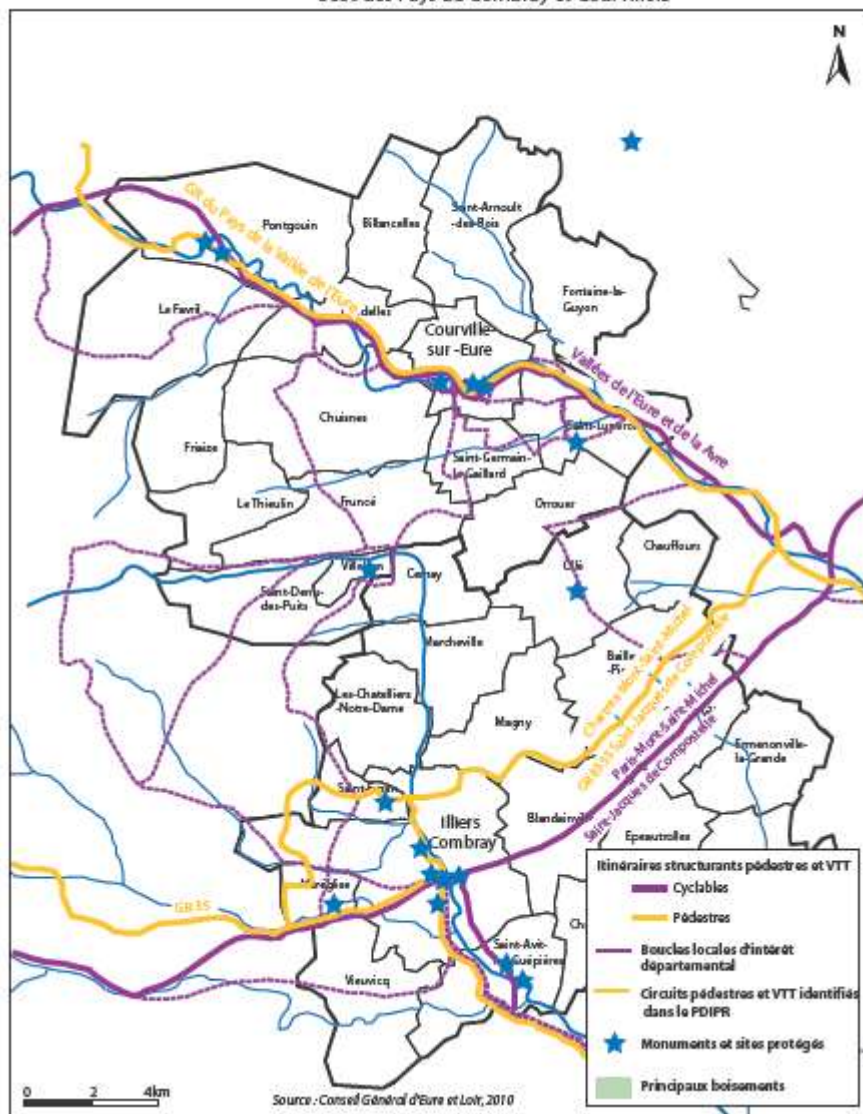 N
Pontgouin
Billancelles
Saint-Arnoult
-des-Bois
GR du Pays de la Vallée de l'Eure
Fontaine-la-
Guyon
Le Favril
Courville-
sur -Eure
Vallées de l'Eure et de la Avre
Chuisnes
Friaize
Saint-Germain
-le Gaillard
Le Thieulin
Fruncé
Orrouer
Chauffours
Cernay
Saint-Denis-
des-Puits
Marcheville
Les-Chatelliers
-Notre-Dame
Magny
Chartres Mont-Saint-Michel
GR 655 Saint-Jacques de Compostelle
Paris-Mont-Saint-Michel
Saint-Jacques de Compostelle
Ermenonville-
la-Grande
Illiers
Combray
Blandainville
Epeautrolles
GR 35
Vieuvicq
Saint-Avit-
Itinéraires structurants pédestres et VTT
Cyclables
Pédestres
Boucles locales d'intérêt
départemental
Circuits pédestres et VTT identifiés
dans le PDIPR
Monuments et sites protégés
Principaux boisements
0 2 4km
Source : Conseil Général d'Eure et Loir, 2010